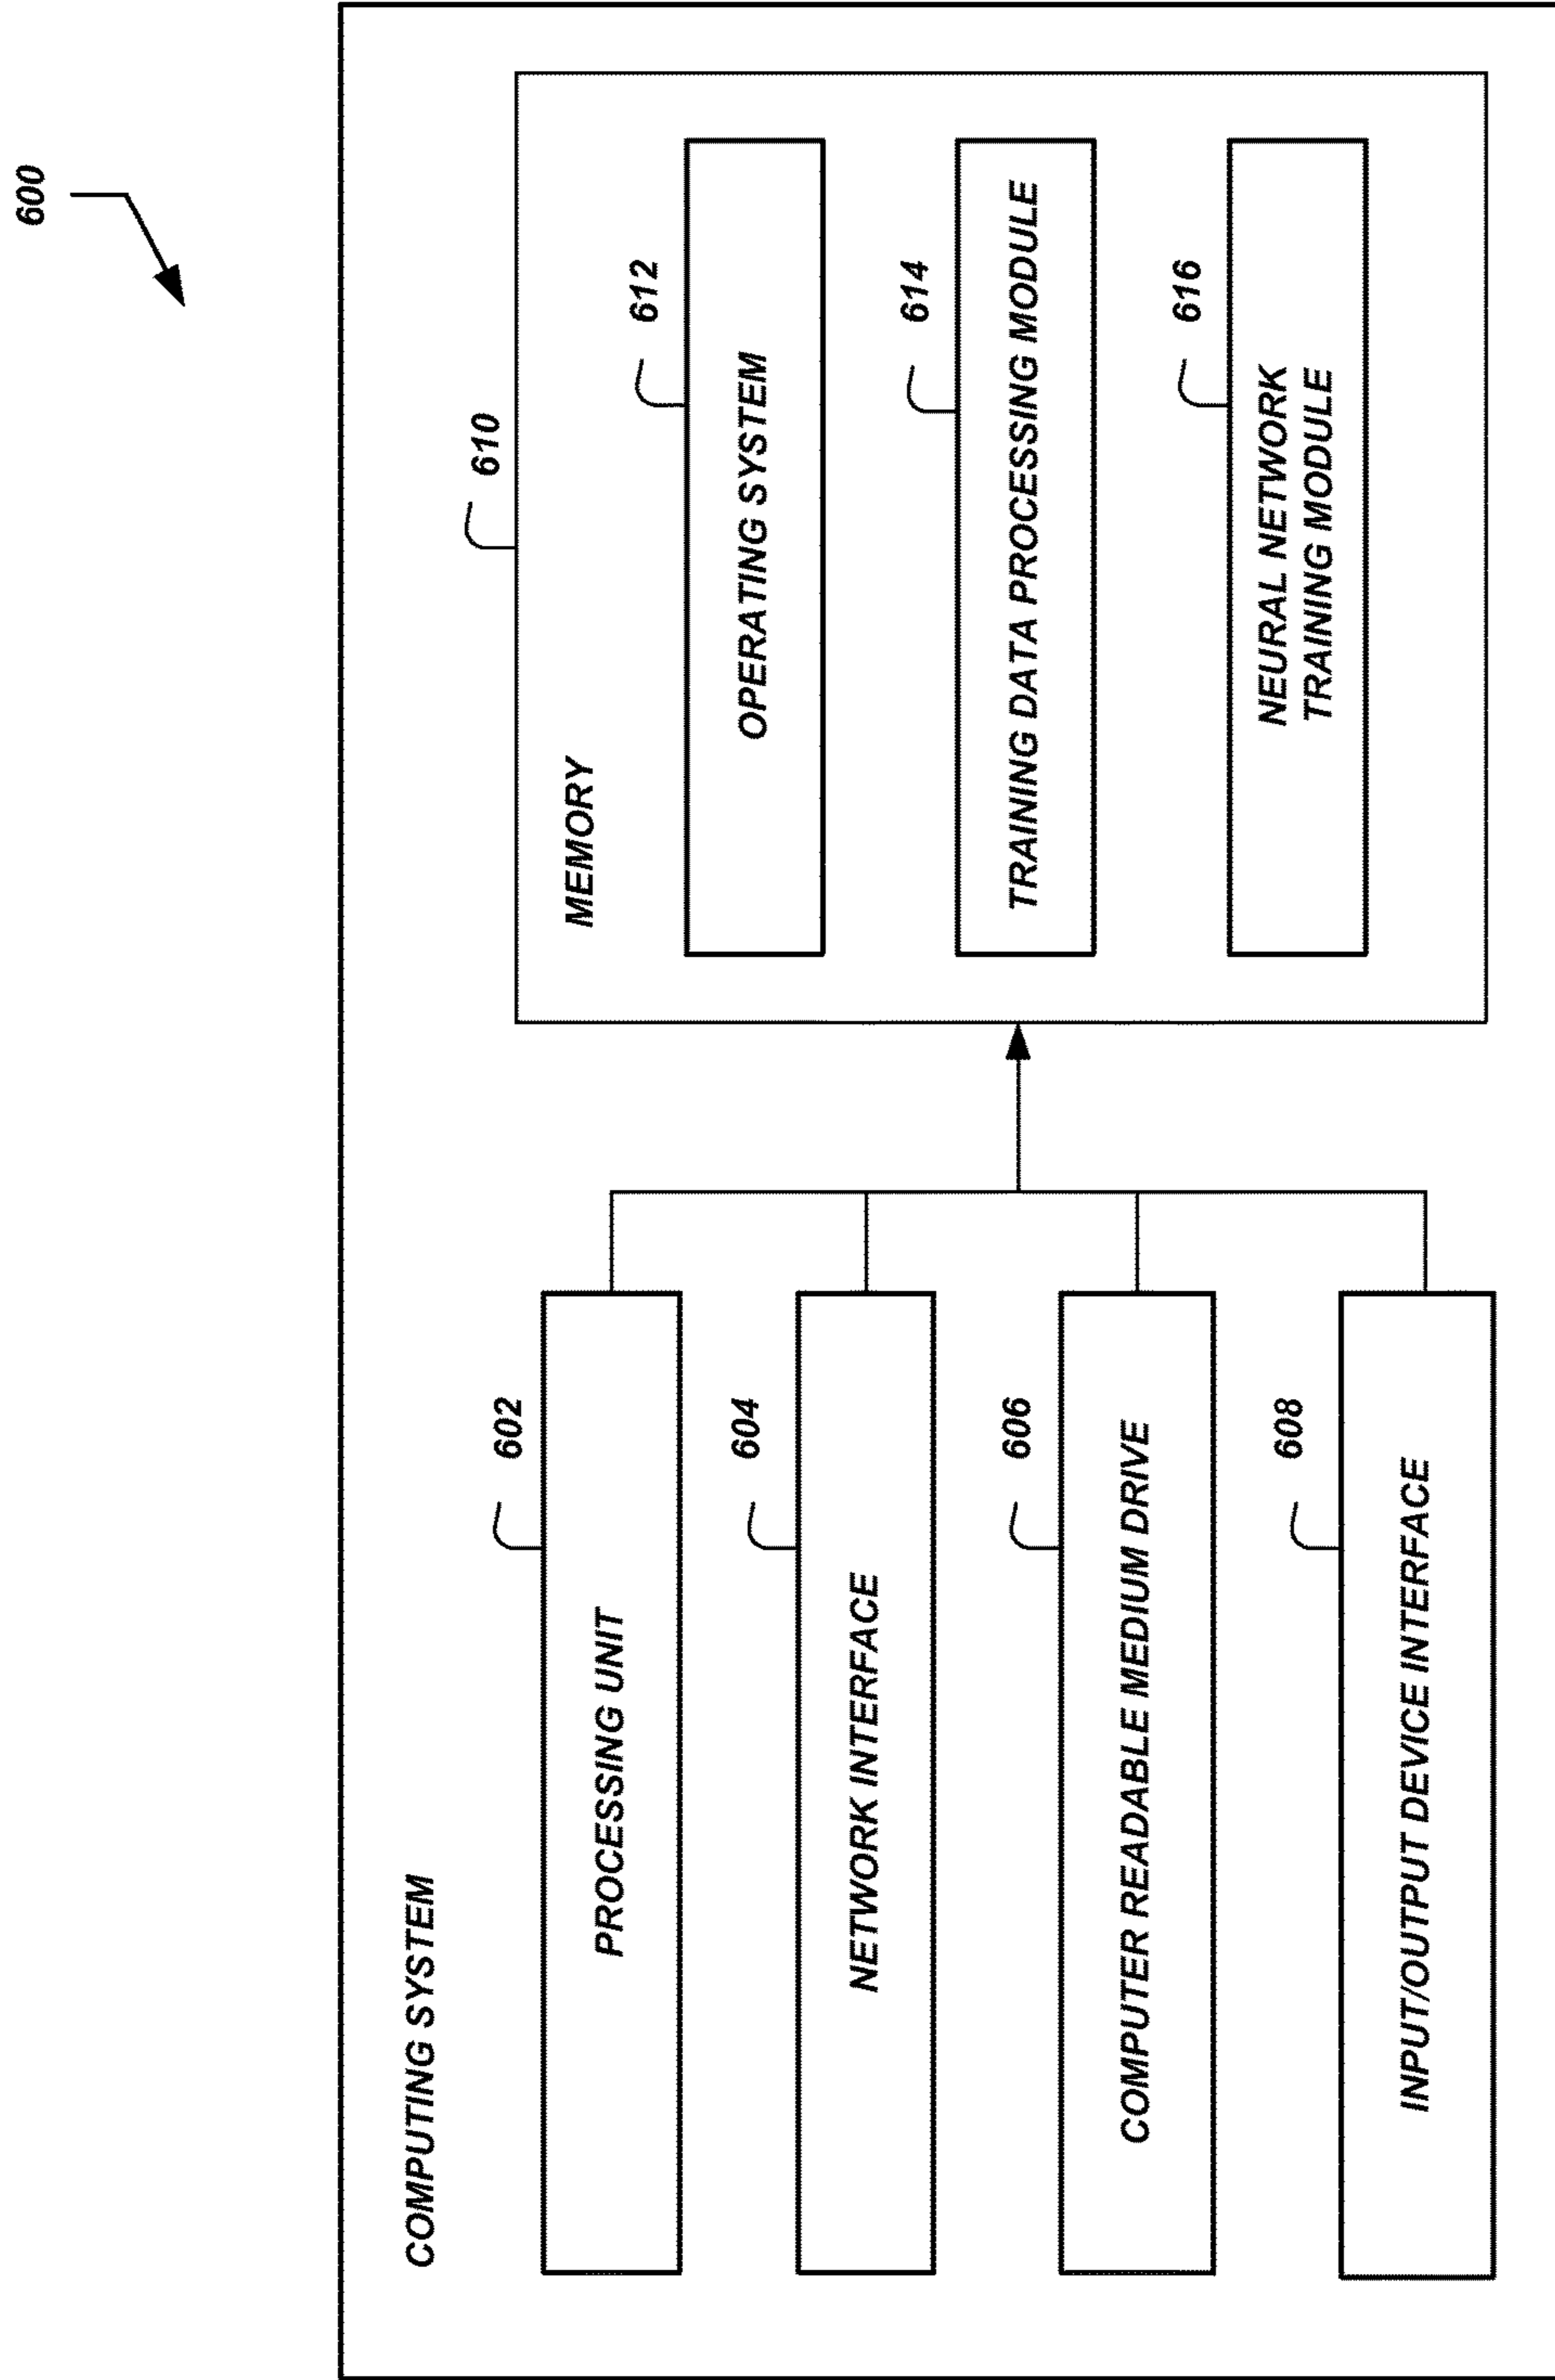 600
COMPUTING SYSTEM
602
PROCESSING UNIT
604
NETWORK INTERFACE
606
COMPUTER READABLE MEDIUM DRIVE
608
INPUT/OUTPUT DEVICE INTERFACE
610
MEMORY
612
OPERATING SYSTEM
614
TRAINING DATA PROCESSING MODULE
616
NEURAL NETWORK
TRAINING MODULE